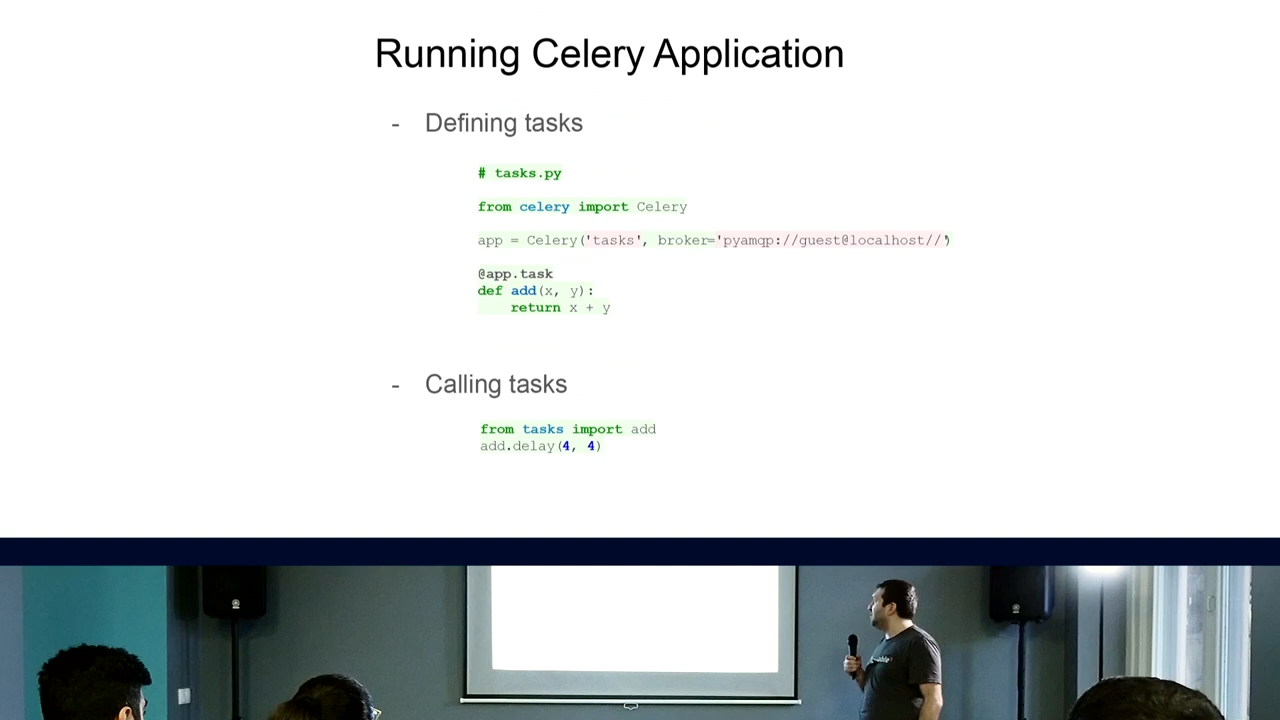 Running Celery Application
- Defining tasks
# tasks.py
from celery import Celery
app = Celery('tasks', broker='pyamqp://guest@localhost//')
@app.task
def add(x, y):
    return x + y
- Calling tasks
from tasks import add
add.delay(4, 4)